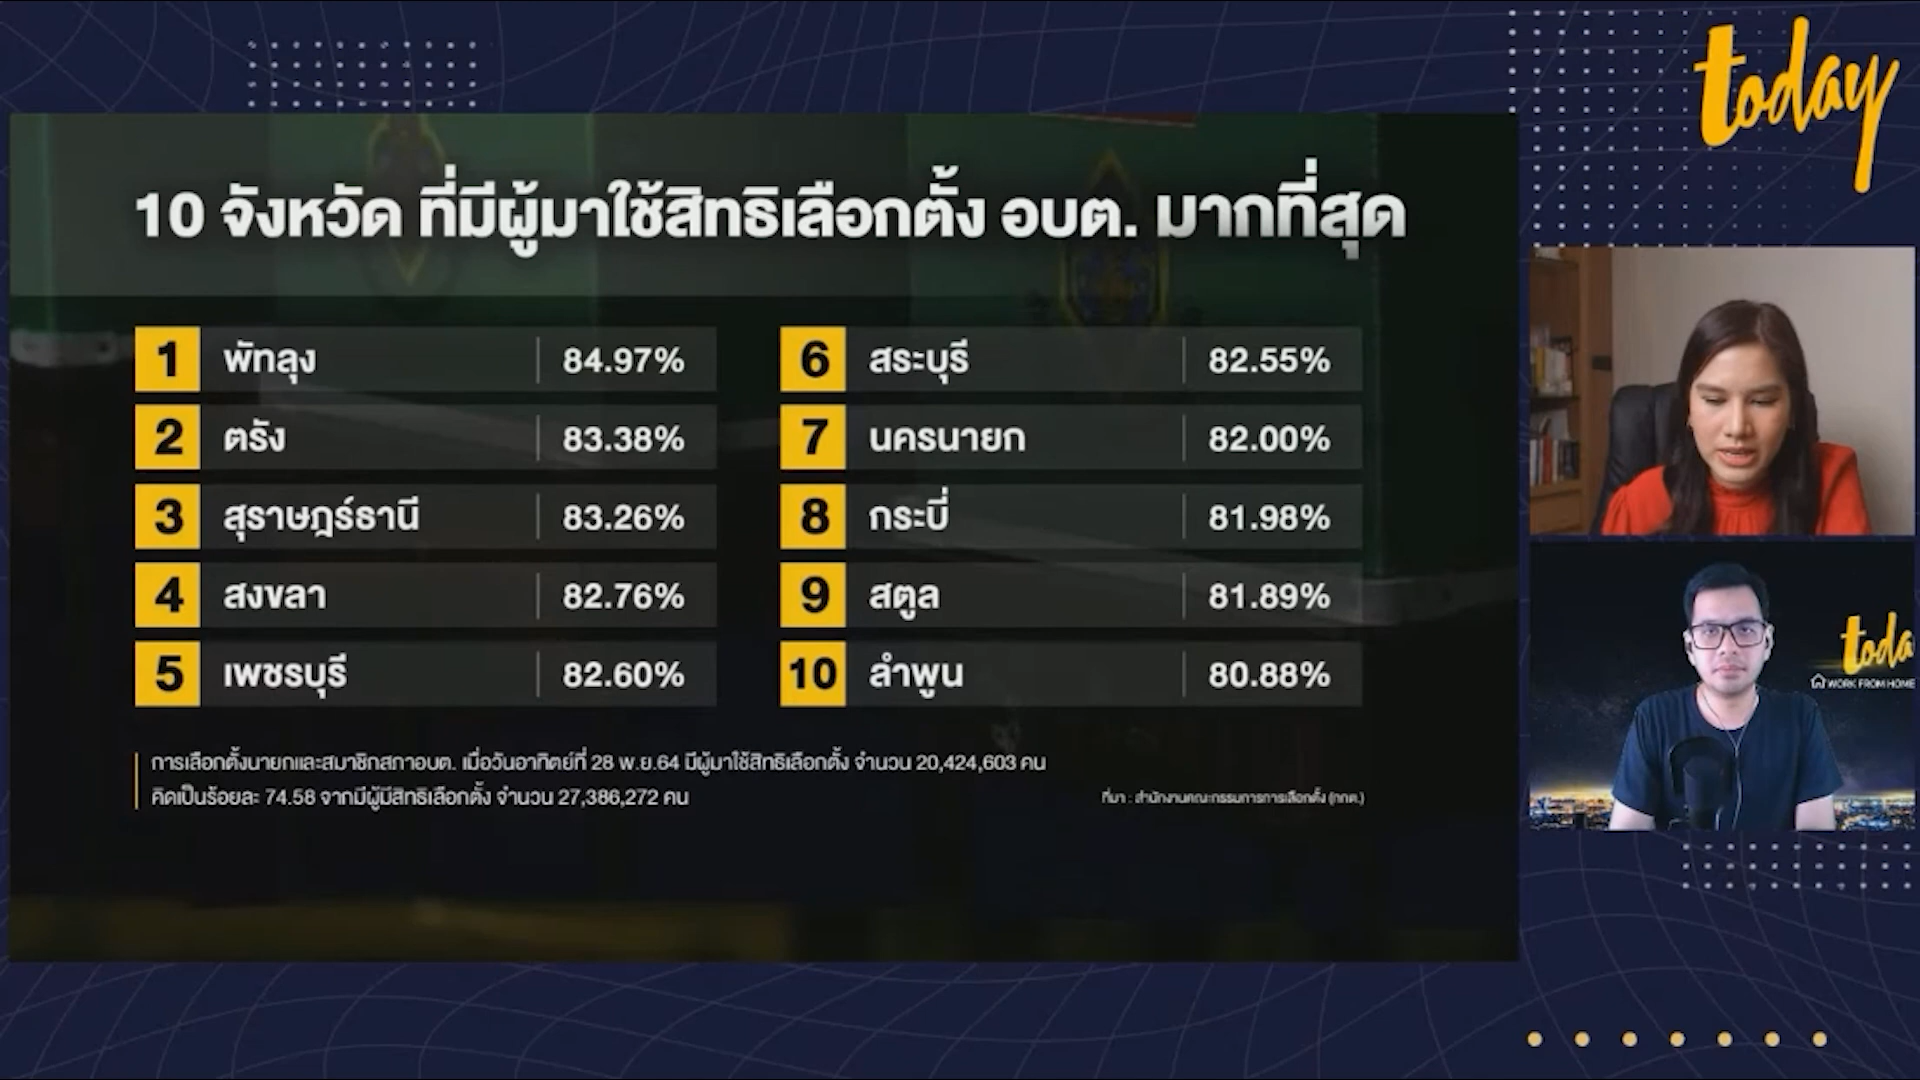 today
10 จังหวัด ที่มีผู้มาใช้สิทธิเลือกตั้ง อบต. มากที่สุด
1 พัทลุง 84.97%
2 ตรัง 83.38%
3 สุราษฎร์ธานี 83.26%
4 สงขลา 82.76%
5 เพชรบุรี 82.60%
6 สระบุรี 82.55%
7 นครนายก 82.00%
8 กระบี่ 81.98%
9 สตูล 81.89%
10 ลำพูน 80.88%
การเลือกตั้งนายกและสมาชิกสภาอบต. เมื่อวันอาทิตย์ที่ 28 พ.ย.64 มีผู้มาใช้สิทธิเลือกตั้ง จำนวน 20,424,603 คน
คิดเป็นร้อยละ 74.58 จากมีผู้มีสิทธิเลือกตั้ง จำนวน 27,386,272 คน
ที่มา : สำนักงานคณะกรรมการการเลือกตั้ง (กกต.)
toda
WORK FROM HOME